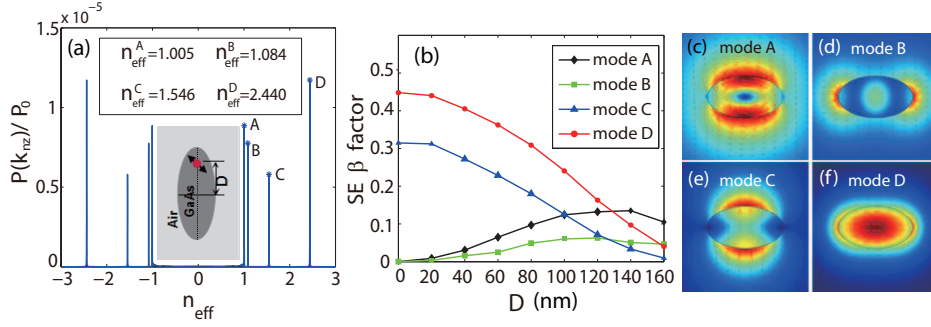 (a)
n_eff^A=1.005 n_eff^B=1.084
n_eff^C=1.546 n_eff^D=2.440
P(k_nz)/ P_0
×10^-5
1
0.5
0
−3 −2 −1 0 1 2 3
n_eff
A
B
C
D
Air
GaAs
D
(b)
mode A
mode B
mode C
mode D
SE β factor
0.5
0.4
0.3
0.2
0.1
0
0 20 40 60 80 100 120 140 160
D (nm)
(c) mode A
(d) mode B
(e) mode C
(f) mode D